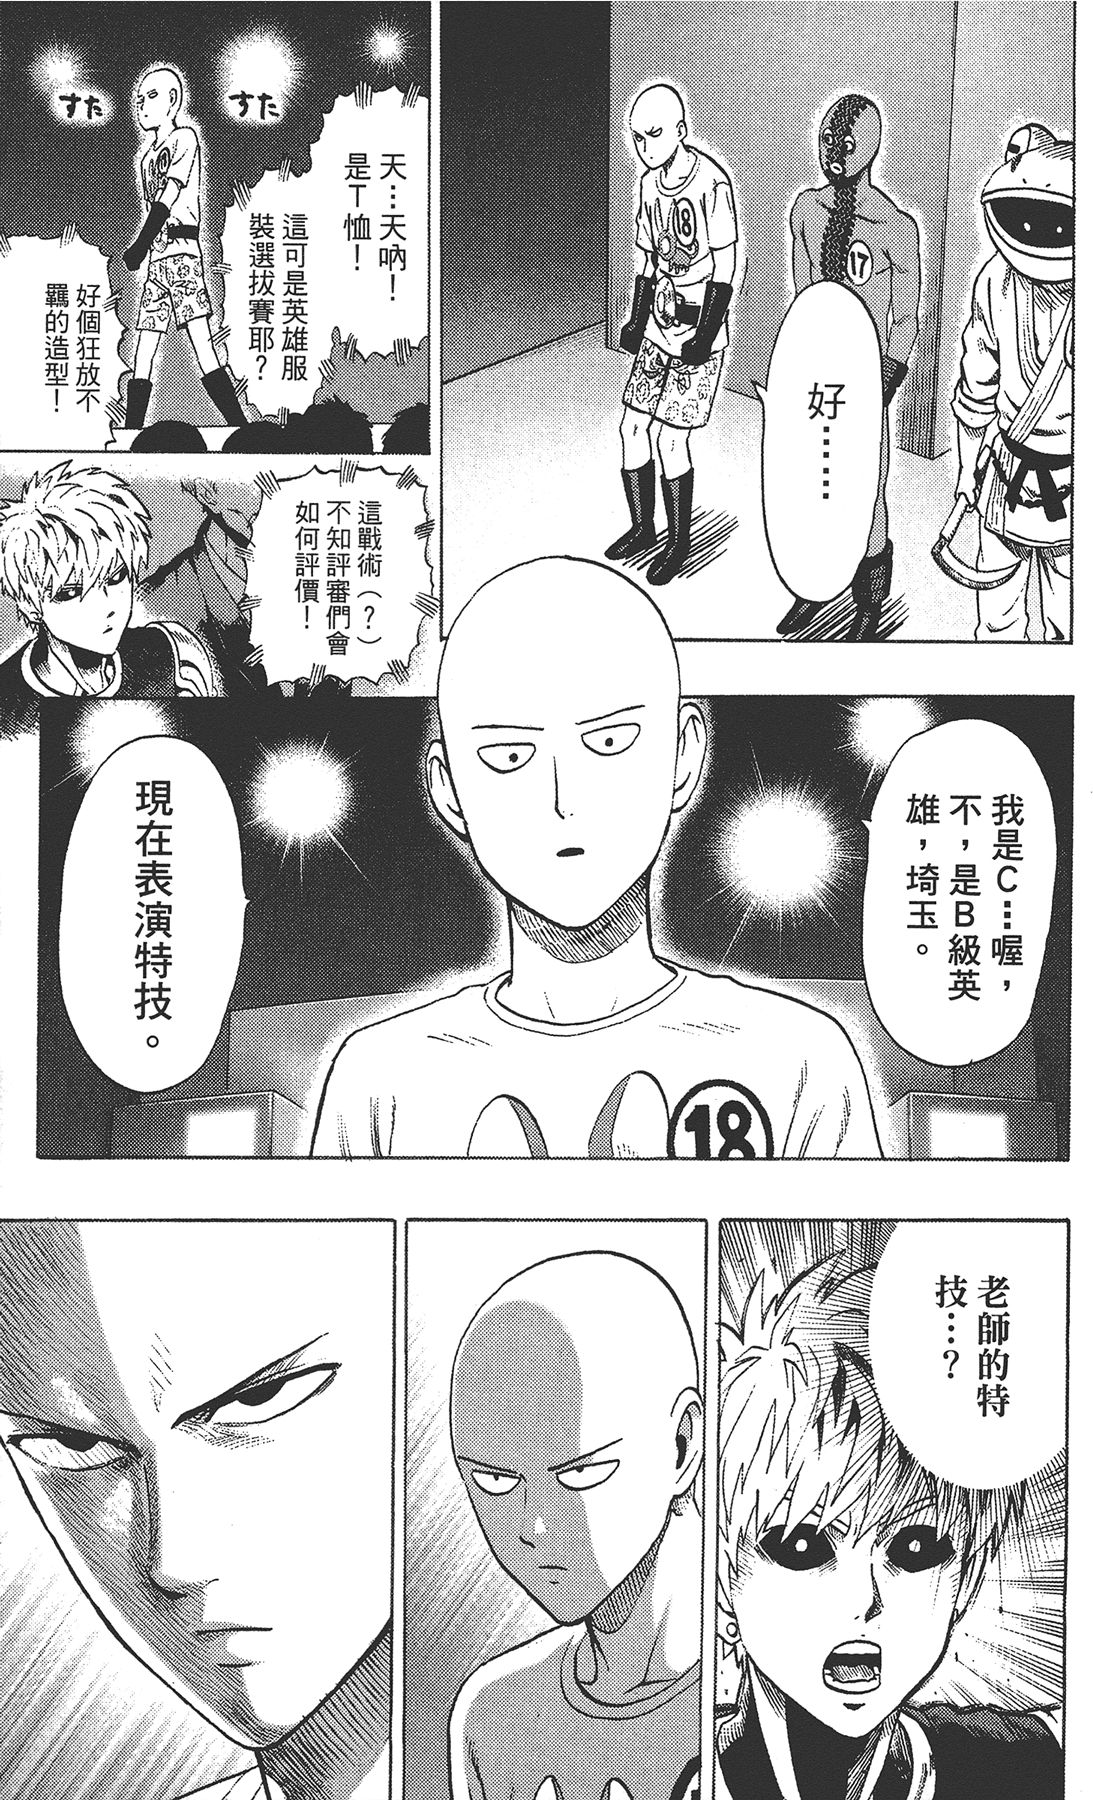 18
17
好……
すた
すた
天…天吶！
是T恤！
這可是英雄服
裝選拔賽耶？
好個狂放不
羈的造型！
這戰術（？）
不知評審們會
如何評價！
我是C…喔，
不，是B級英
雄，埼玉。
現在表演特技。
18
老師的特
技…？